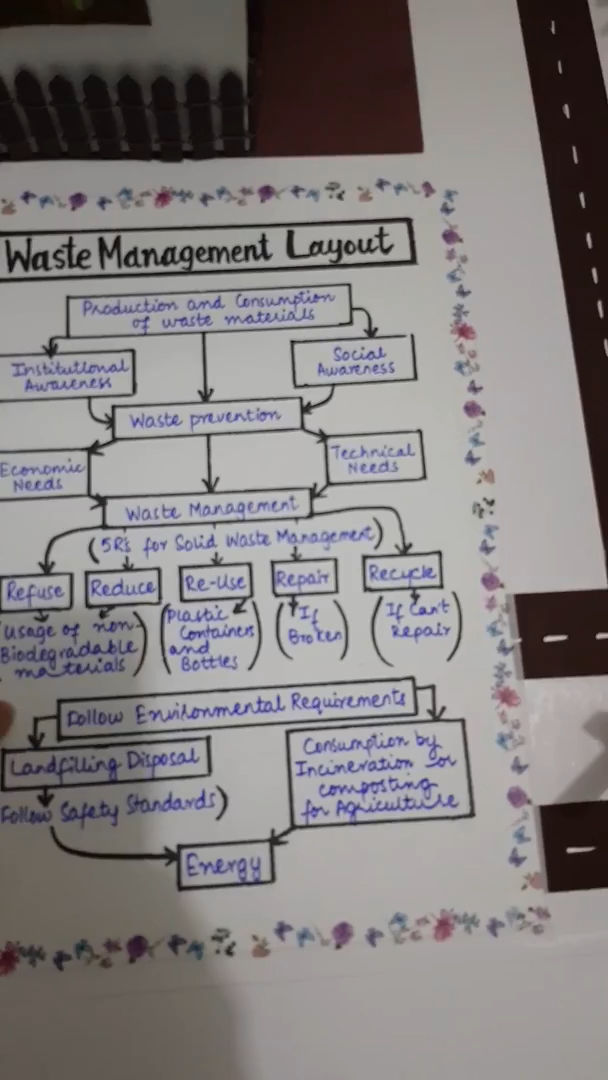 Waste Management Layout
Production and Consumption
of waste materials
Institutional
Awareness
Social
Awareness
Waste prevention
Economic
Needs
Technical
Needs
Waste Management
(5R's for Solid Waste Management)
Refuse
Reduce
Re-Use
Repair
Recycle
usage of non-
Biodegradable
materials)
(Plastic
Containers
and
Bottles)
(If
Broken)
(If Can't
Repair)
Follow Environmental Requirements
Landfilling Disposal
Follow Safety Standards)
Consumption by
Incineration or
composting
for Agriculture
Energy